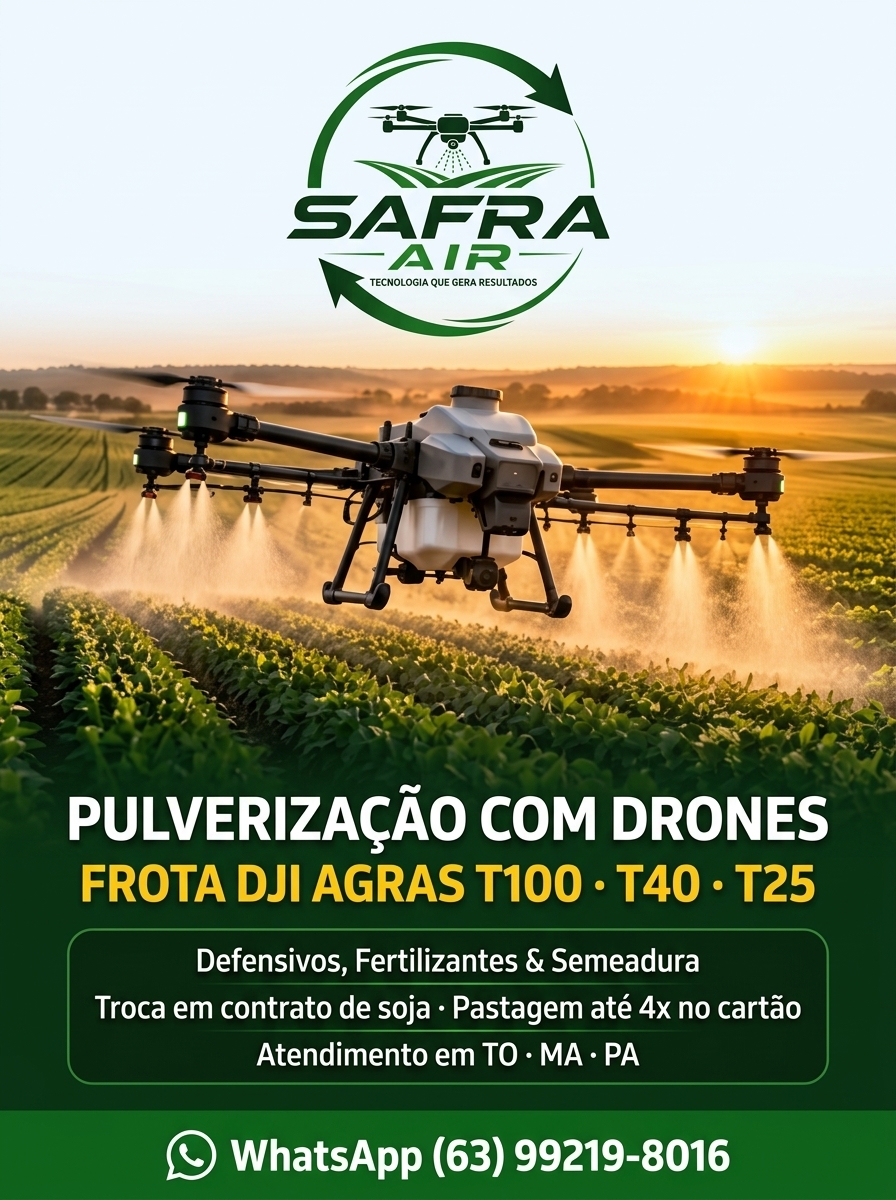 SAFRA
AIR
TECNOLOGIA QUE GERA RESULTADOS
PULVERIZAÇÃO COM DRONES
FROTA DJI AGRAS T100 · T40 · T25
Defensivos, Fertilizantes & Semeadura
Troca em contrato de soja · Pastagem até 4x no cartão
Atendimento em TO · MA · PA
WhatsApp (63) 99219-8016